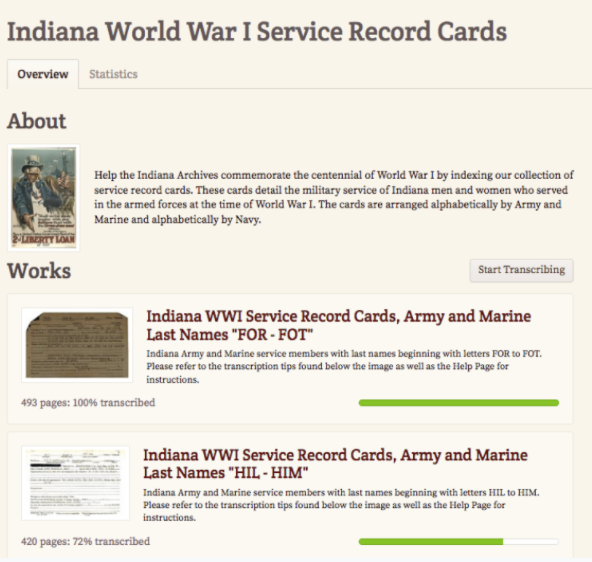 Indiana World War I Service Record Cards
Overview
Statistics
About
LIBERTY LOAN
Help the Indiana Archives commemorate the centennial of World War I by indexing our collection of
service record cards. These cards detail the military service of Indiana men and women who served
in the armed forces at the time of World War I. The cards are arranged alphabetically by Army and
Marine and alphabetically by Navy.
Works
Start Transcribing
Indiana WWI Service Record Cards, Army and Marine
Last Names "FOR - FOT"
Indiana Army and Marine service members with last names beginning with letters FOR to FOT.
Please refer to the transcription tips found below the image as well as the Help Page for
instructions.
493 pages: 100% transcribed
Indiana WWI Service Record Cards, Army and Marine
Last Names "HIL - HIM"
Indiana Army and Marine service members with last names beginning with letters HIL to HIM.
Please refer to the transcription tips found below the image as well as the Help Page for
instructions.
420 pages: 72% transcribed